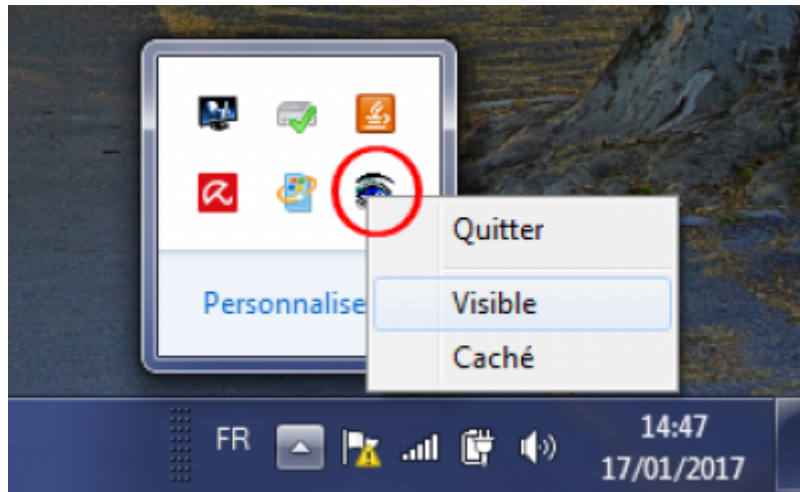 Quitter
Personnalise
Visible
Caché
FR
14:47
17/01/2017